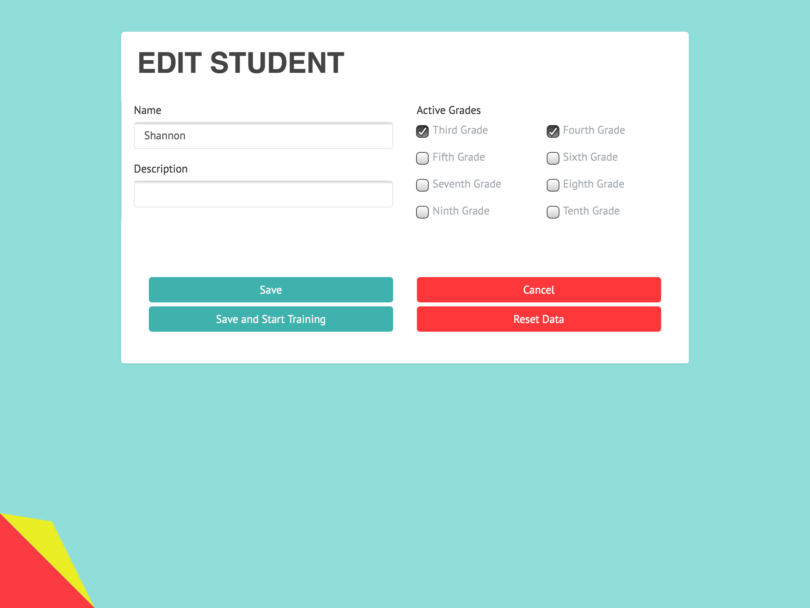 EDIT STUDENT
Name
Shannon
Description
Active Grades
Third Grade
Fourth Grade
Fifth Grade
Sixth Grade
Seventh Grade
Eighth Grade
Ninth Grade
Tenth Grade
Save
Cancel
Save and Start Training
Reset Data